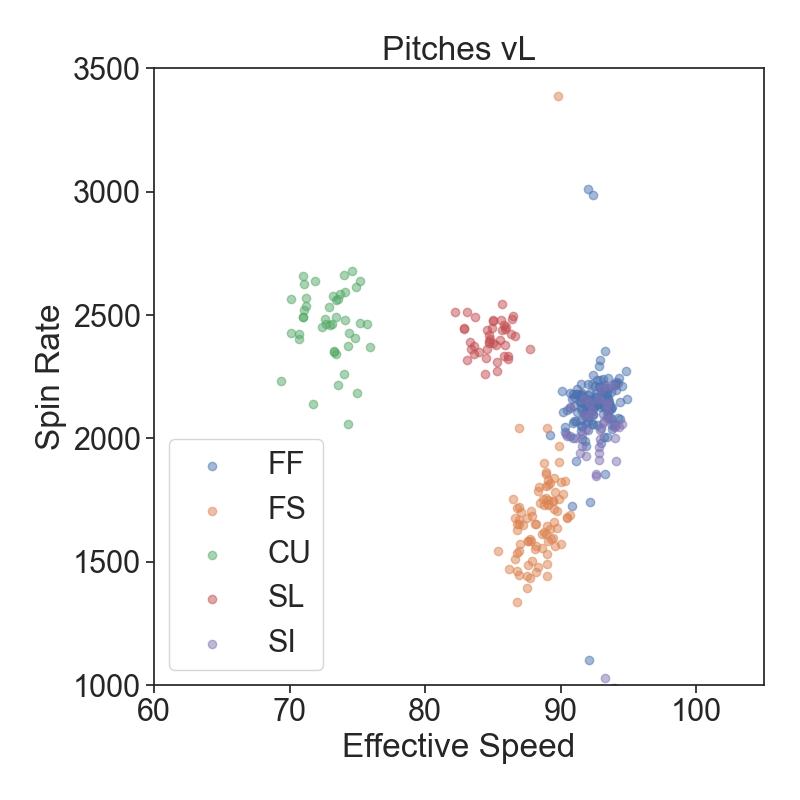 Pitches vL
3500
3000
2500
2000
1500
1000
Spin Rate
FF
FS
CU
SL
SI
60 70 80 90 100
Effective Speed